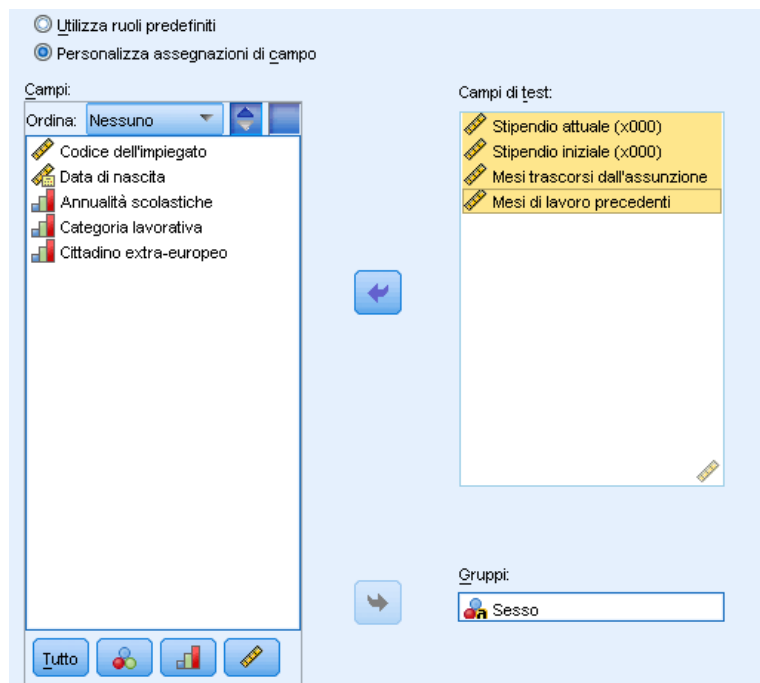 Utilizza ruoli predefiniti
Personalizza assegnazioni di campo
Campi:
Ordina: Nessuno
Codice dell'impiegato
Data di nascita
Annualità scolastiche
Categoria lavorativa
Cittadino extra-europeo
Tutto
Campi di test:
Stipendio attuale (x000)
Stipendio iniziale (x000)
Mesi trascorsi dall'assunzione
Mesi di lavoro precedenti
Gruppi:
a Sesso